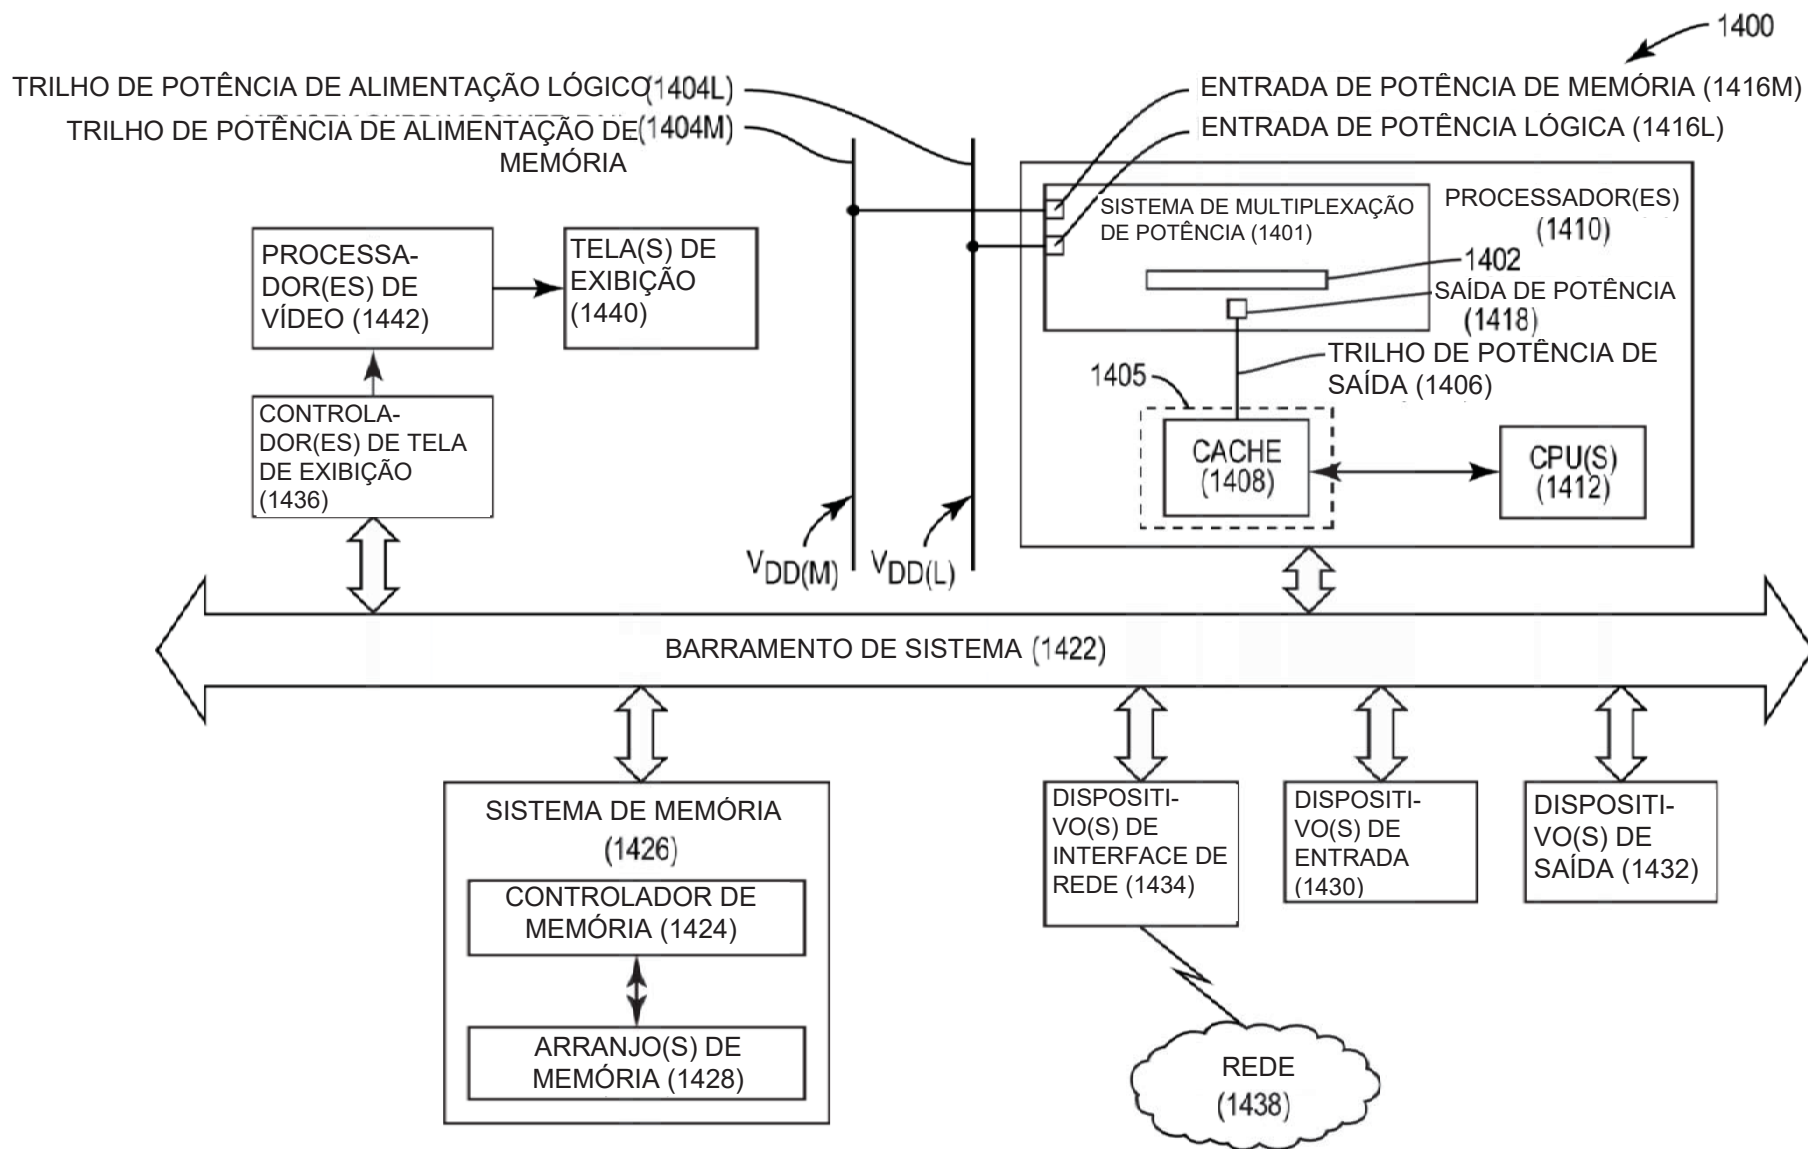 1400
TRILHO DE POTÊNCIA DE ALIMENTAÇÃO LÓGICO(1404L)
TRILHO DE POTÊNCIA DE ALIMENTAÇÃO DE(1404M)
MEMÓRIA
ENTRADA DE POTÊNCIA DE MEMÓRIA (1416M)
ENTRADA DE POTÊNCIA LÓGICA (1416L)
SISTEMA DE MULTIPLEXAÇÃO
DE POTÊNCIA (1401)
PROCESSADOR(ES)
(1410)
1402
SAÍDA DE POTÊNCIA
(1418)
TRILHO DE POTÊNCIA DE
SAÍDA (1406)
1405
CACHE
(1408)
CPU(S)
(1412)
PROCESSA-
DOR(ES) DE
VÍDEO (1442)
TELA(S) DE
EXIBIÇÃO
(1440)
CONTROLA-
DOR(ES) DE TELA
DE EXIBIÇÃO
(1436)
VDD(M)
VDD(L)
BARRAMENTO DE SISTEMA (1422)
SISTEMA DE MEMÓRIA
(1426)
CONTROLADOR DE
MEMÓRIA (1424)
ARRANJO(S) DE
MEMÓRIA (1428)
DISPOSITI-
VO(S) DE
INTERFACE DE
REDE (1434)
DISPOSITI-
VO(S) DE
ENTRADA
(1430)
DISPOSITI-
VO(S) DE
SAÍDA (1432)
REDE
(1438)